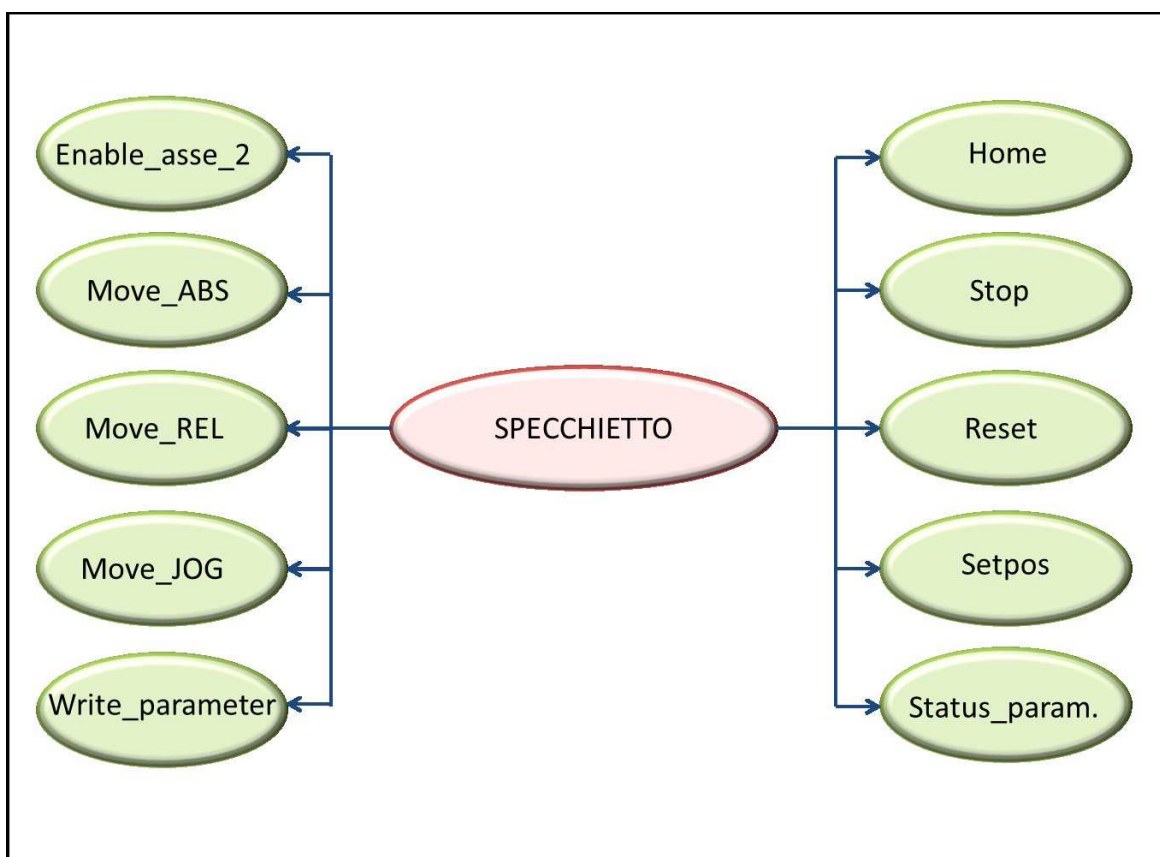 Enable_asse_2
Move_ABS
Move_REL
Move_JOG
Write_parameter
SPECCHIETTO
Home
Stop
Reset
Setpos
Status_param.